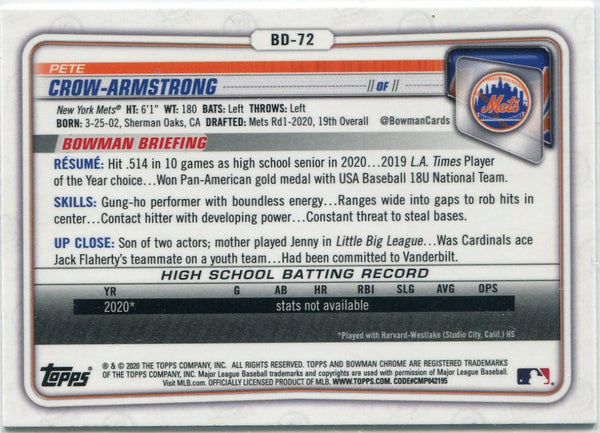 BD-72
PETE
CROW-ARMSTRONG
// OF //
Mets
New York Mets® HT: 6'1" WT: 180 BATS: Left THROWS: Left
BORN: 3-25-02, Sherman Oaks, CA DRAFTED: Mets Rd1-2020, 19th Overall @BowmanCards
BOWMAN BRIEFING
RÉSUMÉ: Hit .514 in 10 games as high school senior in 2020...2019 L.A. Times Player
of the Year choice...Won Pan-American gold medal with USA Baseball 18U National Team.
SKILLS: Gung-ho performer with boundless energy...Ranges wide into gaps to rob hits in
center...Contact hitter with developing power...Constant threat to steal bases.
UP CLOSE: Son of two actors; mother played Jenny in Little Big League...Was Cardinals ace
Jack Flaherty's teammate on a youth team...Had been committed to Vanderbilt.
HIGH SCHOOL BATTING RECORD
YR G AB HR RBI SLG AVG OPS
2020* stats not available
*Played with Harvard-Westlake (Studio City, Calif.) HS
TOPPS
® & © 2020 THE TOPPS COMPANY, INC. ALL RIGHTS RESERVED. TOPPS AND BOWMAN CHROME ARE REGISTERED TRADEMARKS
OF THE TOPPS COMPANY, INC. Major League Baseball trademarks and copyrights are used with permission of Major League Baseball.
Visit MLB.com. OFFICIALLY LICENSED PRODUCT OF MLB. WWW.TOPPS.COM. CODE#CMP042195